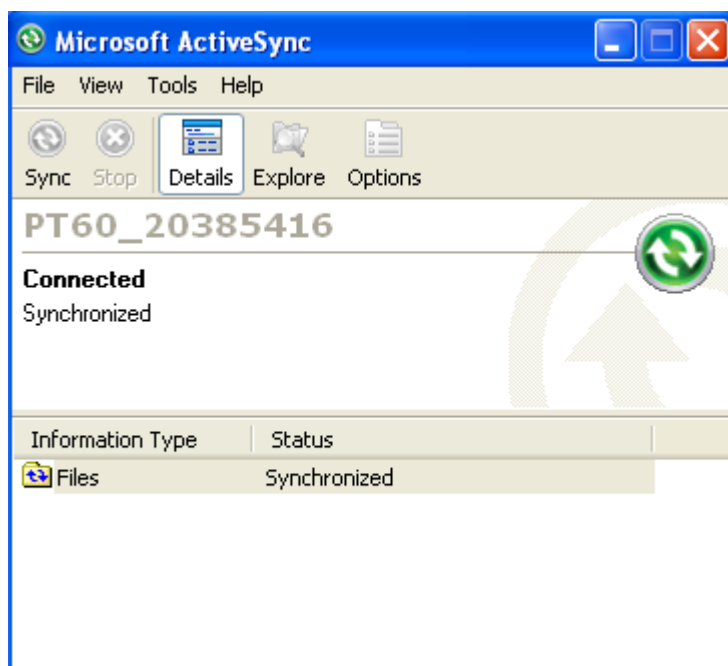 Microsoft ActiveSync
File View Tools Help
Sync Stop Details Explore Options
PT60_20385416
Connected
Synchronized
Information Type Status
Files Synchronized